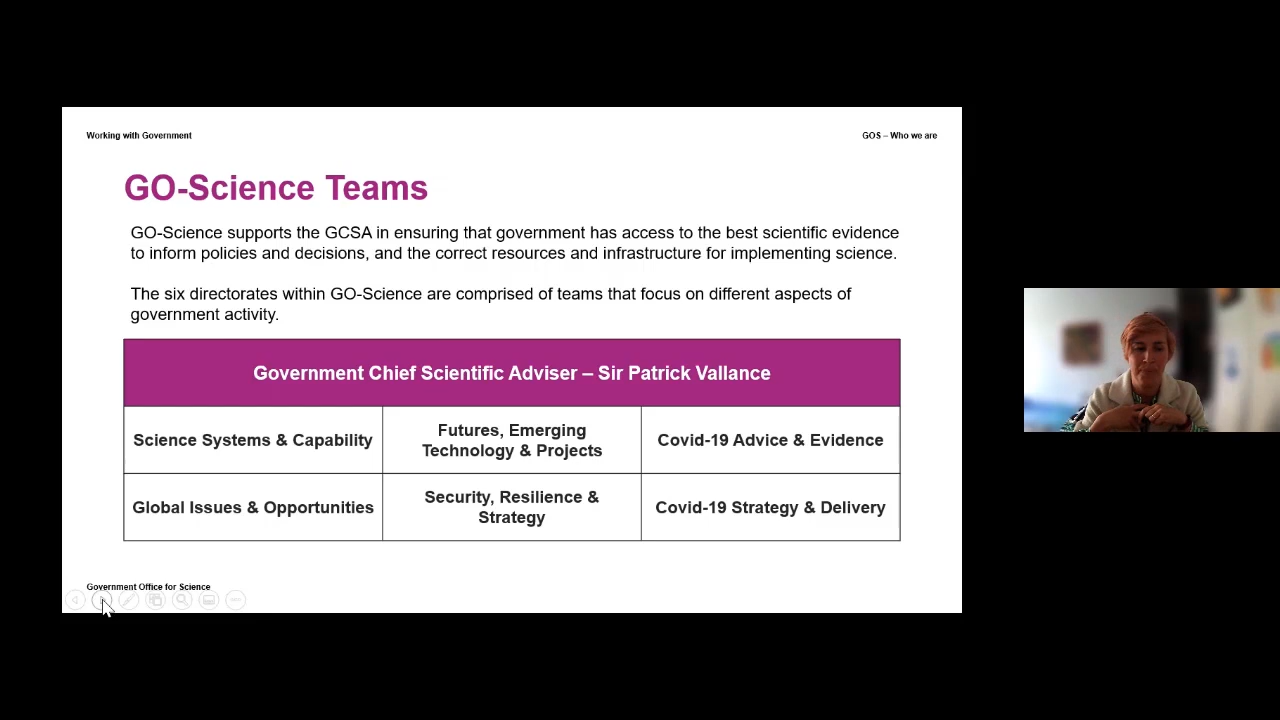 Working with Government
GOS – Who we are
GO-Science Teams
GO-Science supports the GCSA in ensuring that government has access to the best scientific evidence
to inform policies and decisions, and the correct resources and infrastructure for implementing science.
The six directorates within GO-Science are comprised of teams that focus on different aspects of
government activity.
Government Chief Scientific Adviser – Sir Patrick Vallance
Science Systems & Capability
Futures, Emerging
Technology & Projects
Covid-19 Advice & Evidence
Global Issues & Opportunities
Security, Resilience &
Strategy
Covid-19 Strategy & Delivery
Government Office for Science